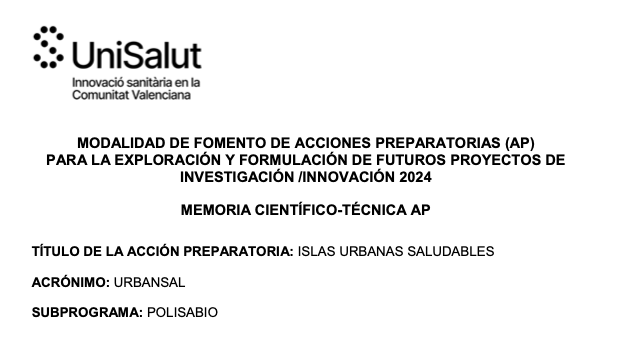 UniSalut
Innovació sanitària en la
Comunitat Valenciana
MODALIDAD DE FOMENTO DE ACCIONES PREPARATORIAS (AP)
PARA LA EXPLORACIÓN Y FORMULACIÓN DE FUTUROS PROYECTOS DE
INVESTIGACIÓN /INNOVACIÓN 2024
MEMORIA CIENTÍFICO-TÉCNICA AP
TÍTULO DE LA ACCIÓN PREPARATORIA: ISLAS URBANAS SALUDABLES
ACRÓNIMO: URBANSAL
SUBPROGRAMA: POLISABIO